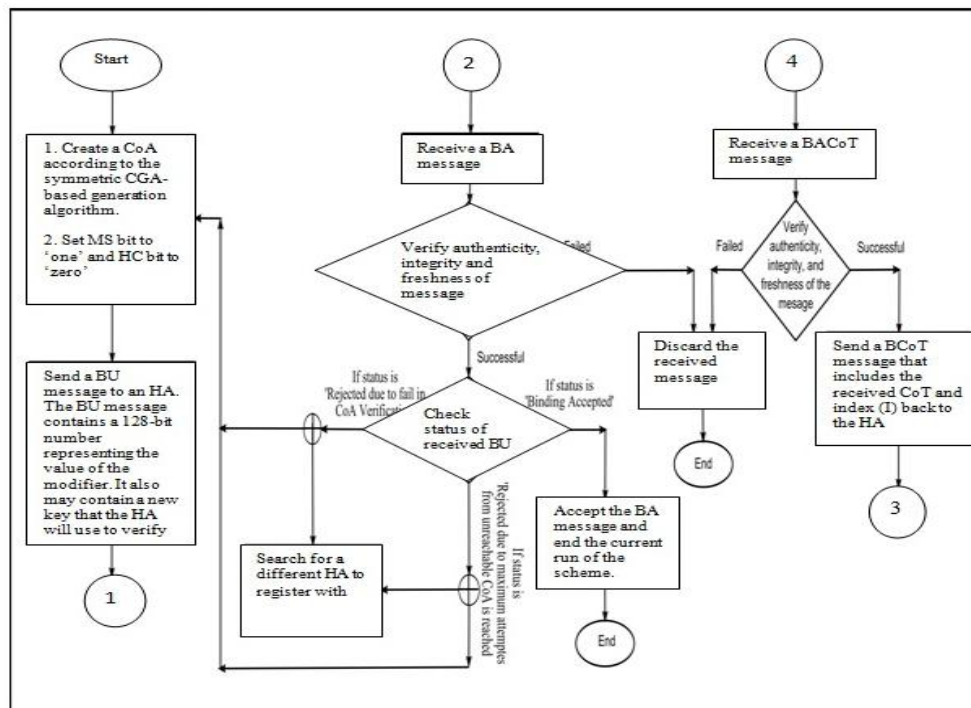 Start
1. Create a CoA
according to the
symmetric CGA-
based generation
algorithm.
2. Set MS bit to
‘one’ and HC bit to
‘zero’
Send a BU
message to an HA.
The BU message
contains a 128-bit
number
representing the
value of the
modifier. It also
may contain a new
key that the HA
will use to verify
1
2
Receive a BA
message
Verify authenticity,
integrity and
freshness of
message
Failed
Successful
If status is
'Rejected due to fail in
CoA Verification
If status is
'Binding Accepted'
Check
status of
received BU
Search for a
different HA to
register with
If status is
'Rejected due to maximum attemptes
from unreachable CoA is reached
Accept the BA
message and
end the current
run of the
scheme.
End
4
Receive a BACoT
message
Verify
authenticity,
integrity, and
freshness of the
mesage
Failed
Successful
Discard the
received
message
End
Send a BCoT
message that
includes the
received CoT and
index (I) back to
the HA
3